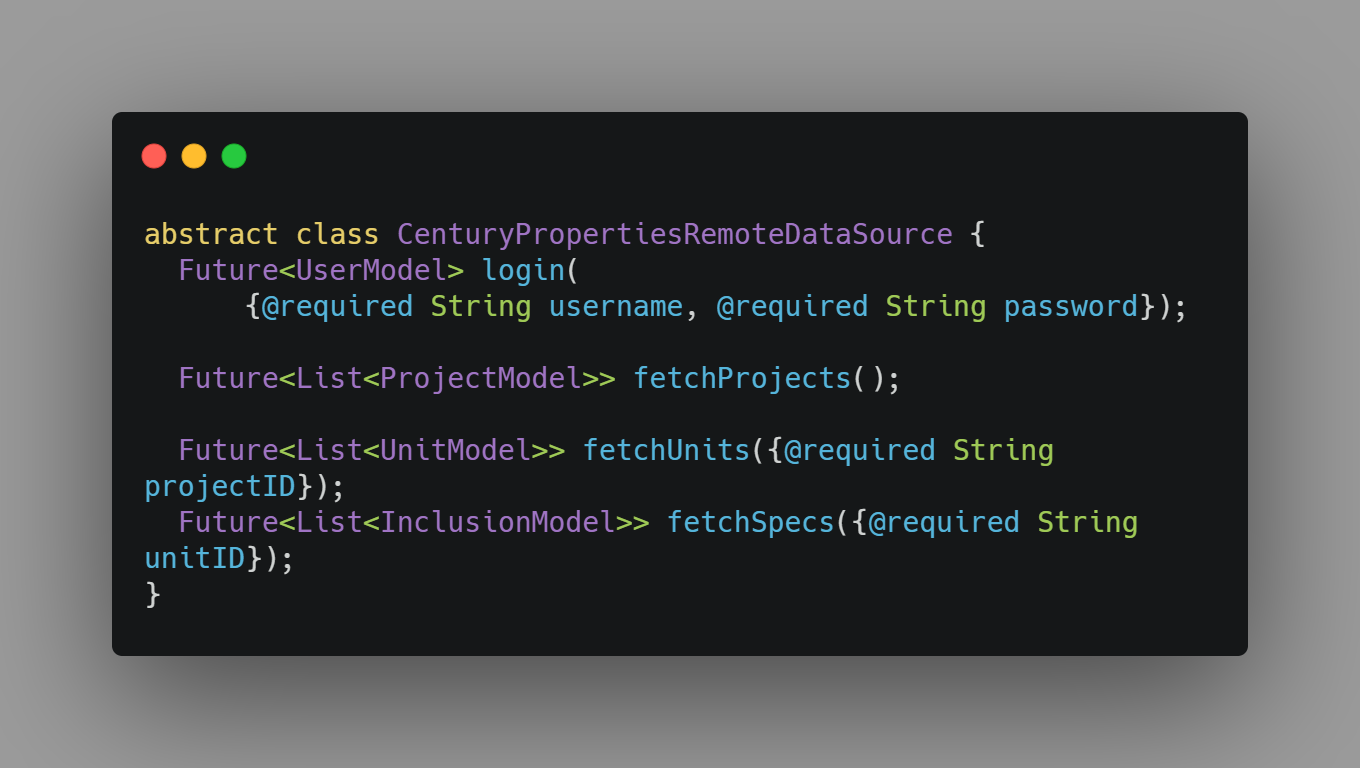 abstract class CenturyPropertiesRemoteDataSource {
  Future<UserModel> login(
      {@required String username, @required String password});

  Future<List<ProjectModel>> fetchProjects();

  Future<List<UnitModel>> fetchUnits({@required String
projectID});
  Future<List<InclusionModel>> fetchSpecs({@required String
unitID});
}